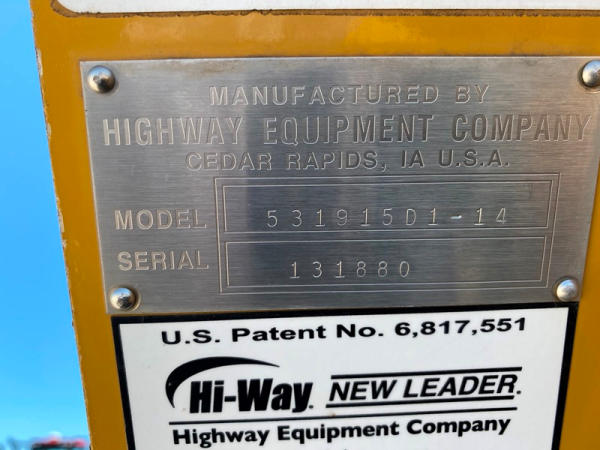 MANUFACTURED BY
HIGHWAY EQUIPMENT COMPANY
CEDAR RAPIDS, IA U.S.A.
MODEL 531915D1-14
SERIAL 131880
U.S. Patent No. 6,817,551
Hi-Way. NEW LEADER.
Highway Equipment Company